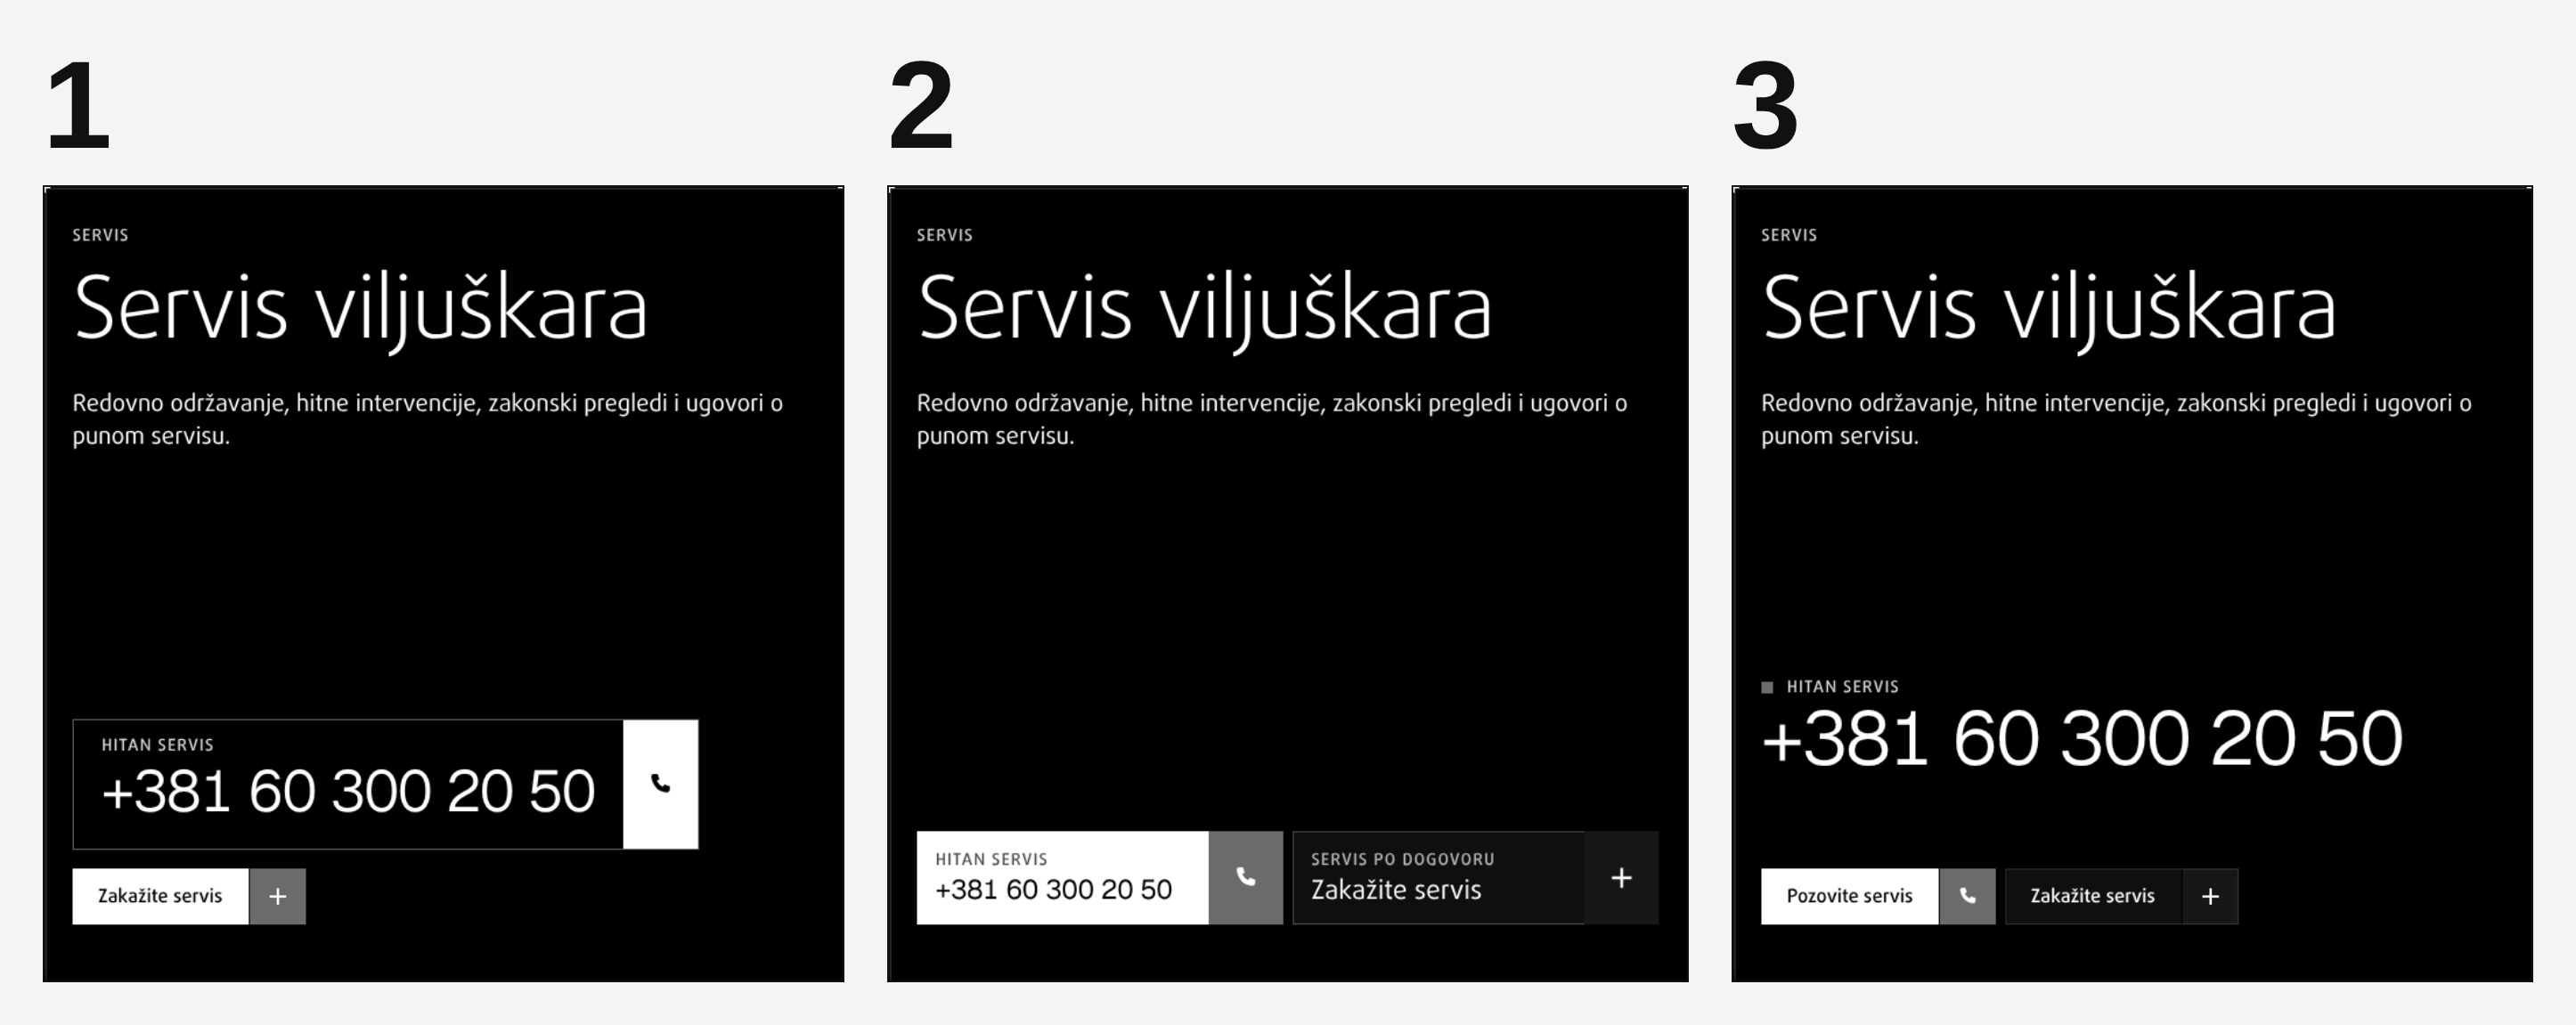 1
SERVIS
Servis viljuškara
Redovno održavanje, hitne intervencije, zakonski pregledi i ugovori o
punom servisu.
HITAN SERVIS
+381 60 300 20 50
Zakažite servis
2
SERVIS
Servis viljuškara
Redovno održavanje, hitne intervencije, zakonski pregledi i ugovori o
punom servisu.
HITAN SERVIS
+381 60 300 20 50
SERVIS PO DOGOVORU
Zakažite servis
3
SERVIS
Servis viljuškara
Redovno održavanje, hitne intervencije, zakonski pregledi i ugovori o
punom servisu.
HITAN SERVIS
+381 60 300 20 50
Pozovite servis
Zakažite servis